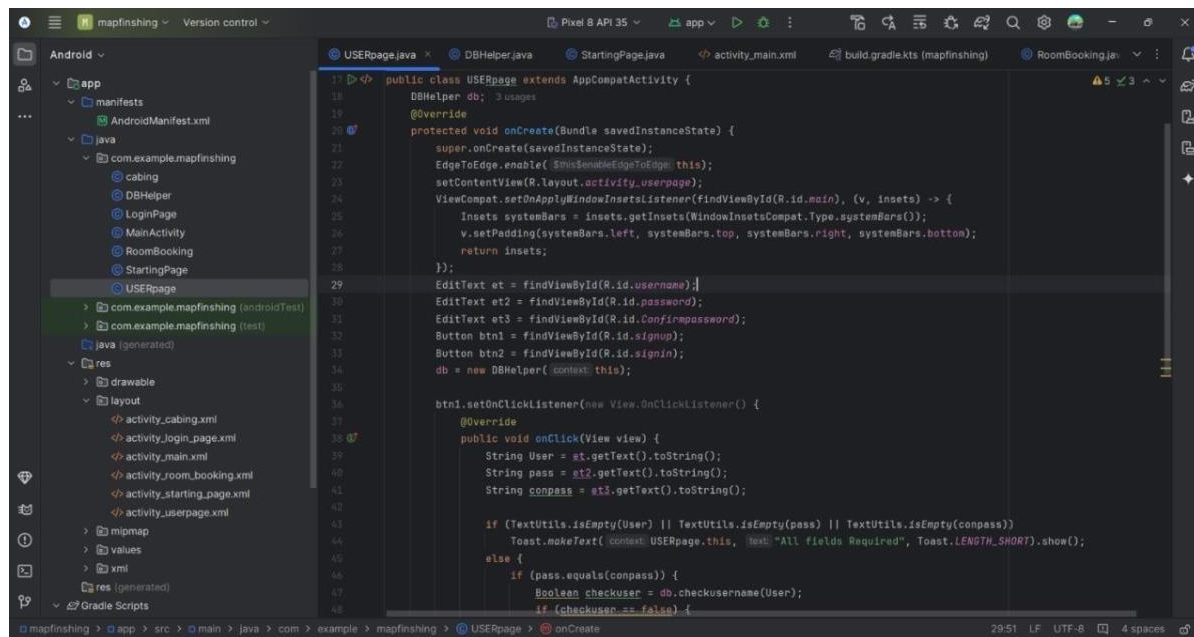 M mapfinshing Version control Pixel 8 API 35 app
Android
USERpage.java DBHelper.java StartingPage.java activity_main.xml build.gradle.kts (mapfinshing) RoomBooking.jav
app
manifests
AndroidManifest.xml
java
com.example.mapfinshing
cabing
DBHelper
LoginPage
MainActivity
RoomBooking
StartingPage
USERpage
com.example.mapfinshing (androidTest)
com.example.mapfinshing (test)
java (generated)
res
drawable
layout
activity_cabing.xml
activity_login_page.xml
activity_main.xml
activity_room_booking.xml
activity_starting_page.xml
activity_userpage.xml
mipmap
values
xml
res (generated)
Gradle Scripts
5 3
17 public class USERpage extends AppCompatActivity {
18 DBHelper db; 3 usages
19 @Override
20 protected void onCreate(Bundle savedInstanceState) {
21 super.onCreate(savedInstanceState);
22 EdgeToEdge.enable( $this$enableEdgeToEdge: this);
23 setContentView(R.layout.activity_userpage);
24 ViewCompat.setOnApplyWindowInsetsListener(findViewById(R.id.main), (v, insets) -> {
25 Insets systemBars = insets.getInsets(WindowInsetsCompat.Type.systemBars());
26 v.setPadding(systemBars.left, systemBars.top, systemBars.right, systemBars.bottom);
27 return insets;
28 });
29 EditText et = findViewById(R.id.username);
30 EditText et2 = findViewById(R.id.password);
31 EditText et3 = findViewById(R.id.Confirmpassword);
32 Button btn1 = findViewById(R.id.signup);
33 Button btn2 = findViewById(R.id.signin);
34 db = new DBHelper( context: this);
35
36 btn1.setOnClickListener(new View.OnClickListener() {
37 @Override
38 public void onClick(View view) {
39 String User = et.getText().toString();
40 String pass = et2.getText().toString();
41 String conpass = et3.getText().toString();
42
43 if (TextUtils.isEmpty(User) || TextUtils.isEmpty(pass) || TextUtils.isEmpty(conpass))
44 Toast.makeText( context: USERpage.this, text: "All fields Required", Toast.LENGTH_SHORT).show();
45 else {
46 if (pass.equals(conpass)) {
47 Boolean checkuser = db.checkusername(User);
48 if (checkuser == false) {
mapfinshing > app > src > main > java > com > example > mapfinshing > USERpage > onCreate 29:51 LF UTF-8 4 spaces